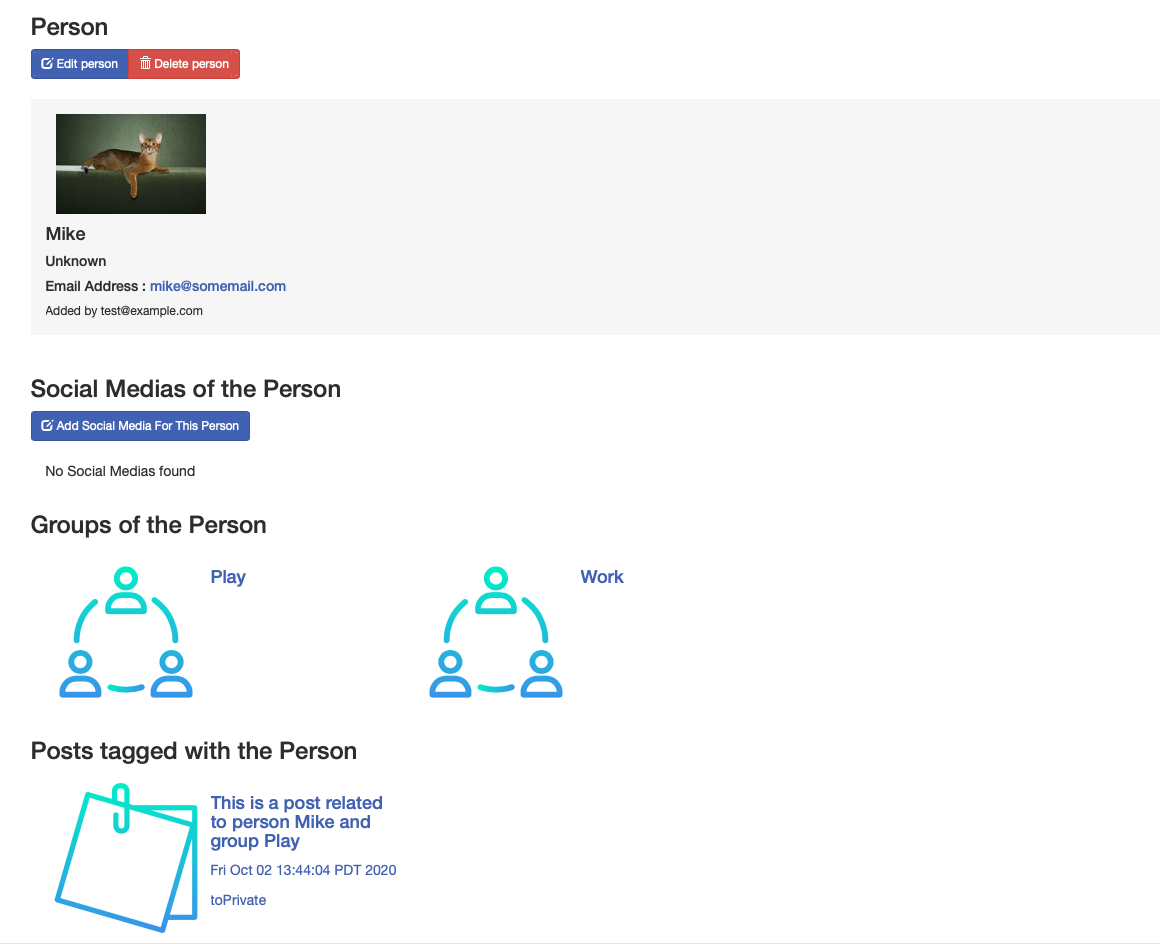 Person
Edit person Delete person
Mike
Unknown
Email Address : mike@somemail.com
Added by test@example.com
Social Medias of the Person
Add Social Media For This Person
No Social Medias found
Groups of the Person
Play Work
Posts tagged with the Person
This is a post related
to person Mike and
group Play
Fri Oct 02 13:44:04 PDT 2020
toPrivate